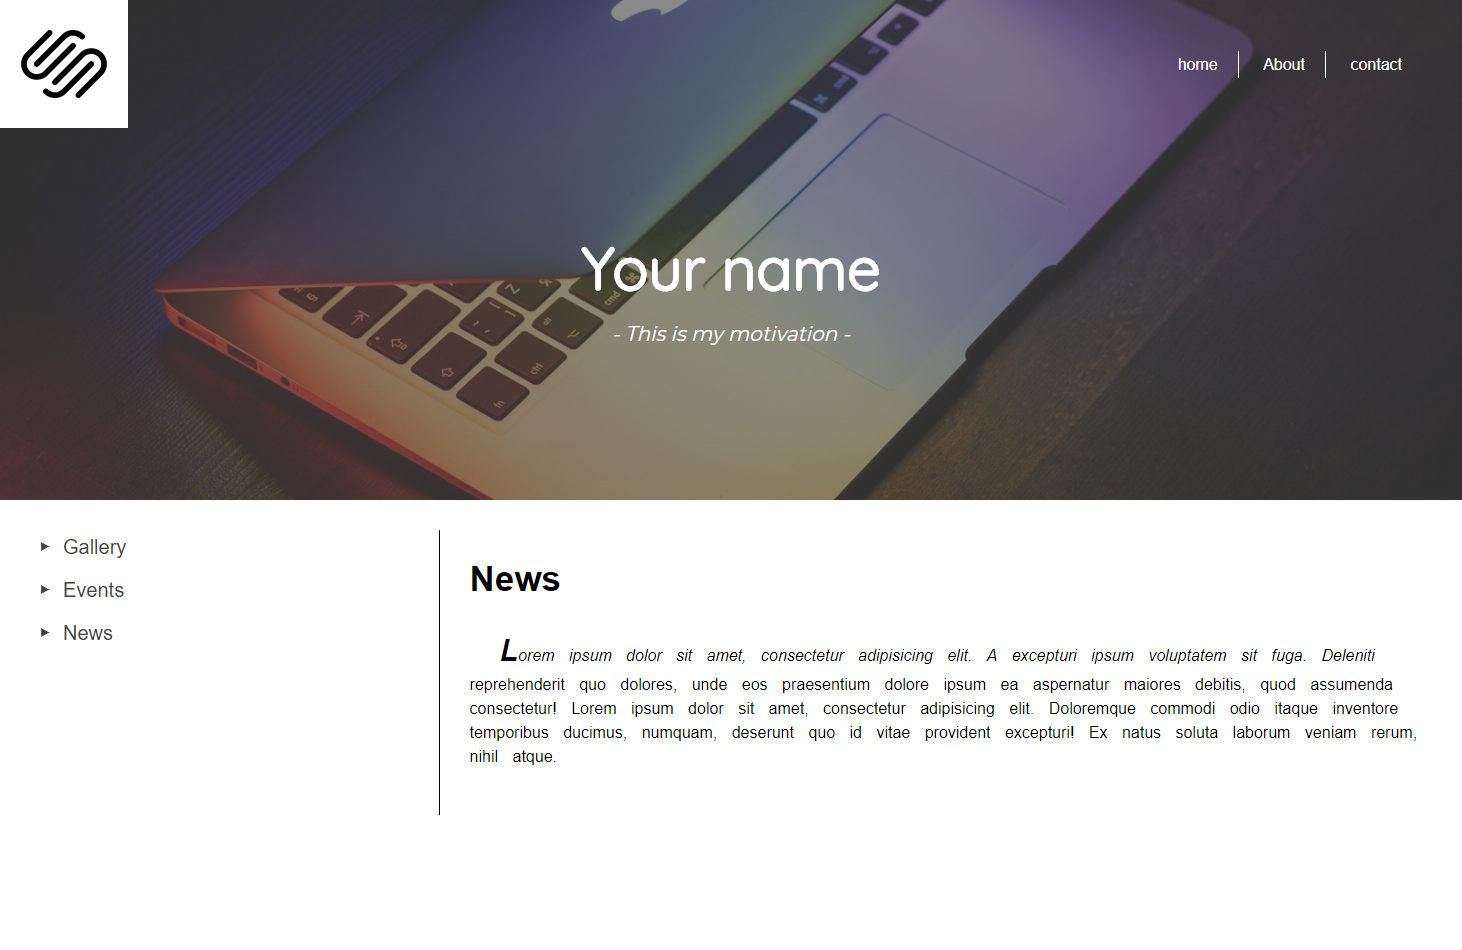 home
About
contact
Your name
- This is my motivation -
Gallery
Events
News
News
Lorem ipsum dolor sit amet, consectetur adipisicing elit. A excepturi ipsum voluptatem sit fuga. Deleniti
reprehenderit quo dolores, unde eos praesentium dolore ipsum ea aspernatur maiores debitis, quod assumenda
consectetur! Lorem ipsum dolor sit amet, consectetur adipisicing elit. Doloremque commodi odio itaque inventore
temporibus ducimus, numquam, deserunt quo id vitae provident excepturi! Ex natus soluta laborum veniam rerum,
nihil atque.
Z
cmd
ctrl
fn